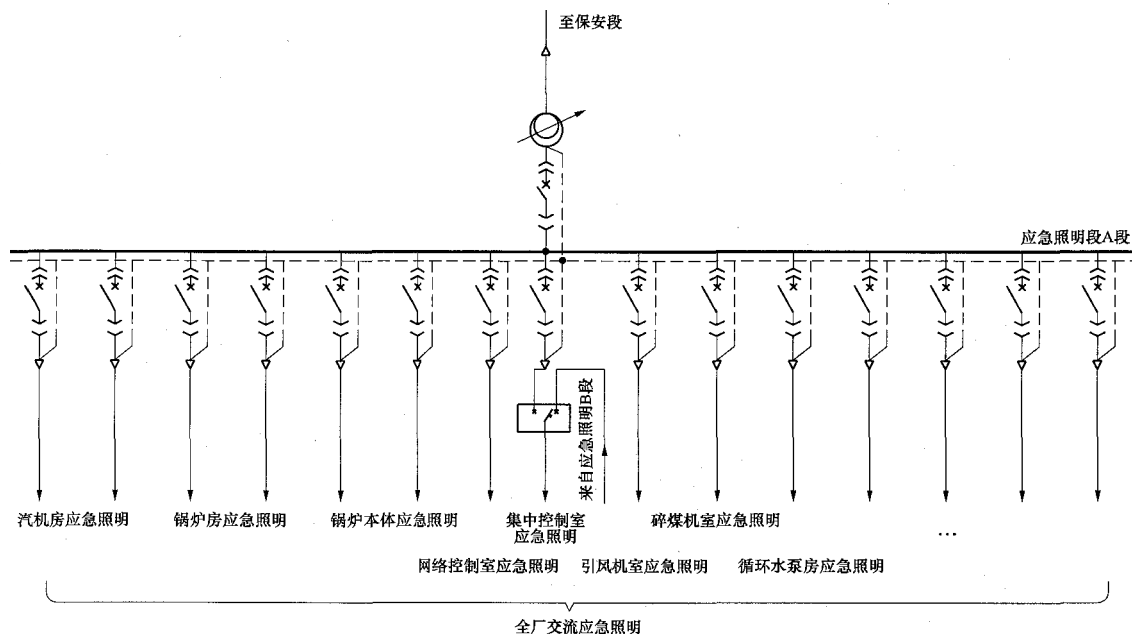 至保安段
应急照明段A段
来自应急照明B段
汽机房应急照明
锅炉房应急照明
锅炉本体应急照明
集中控制室
应急照明
碎煤机室应急照明
…
网络控制室应急照明
引风机室应急照明
循环水泵房应急照明
全厂交流应急照明